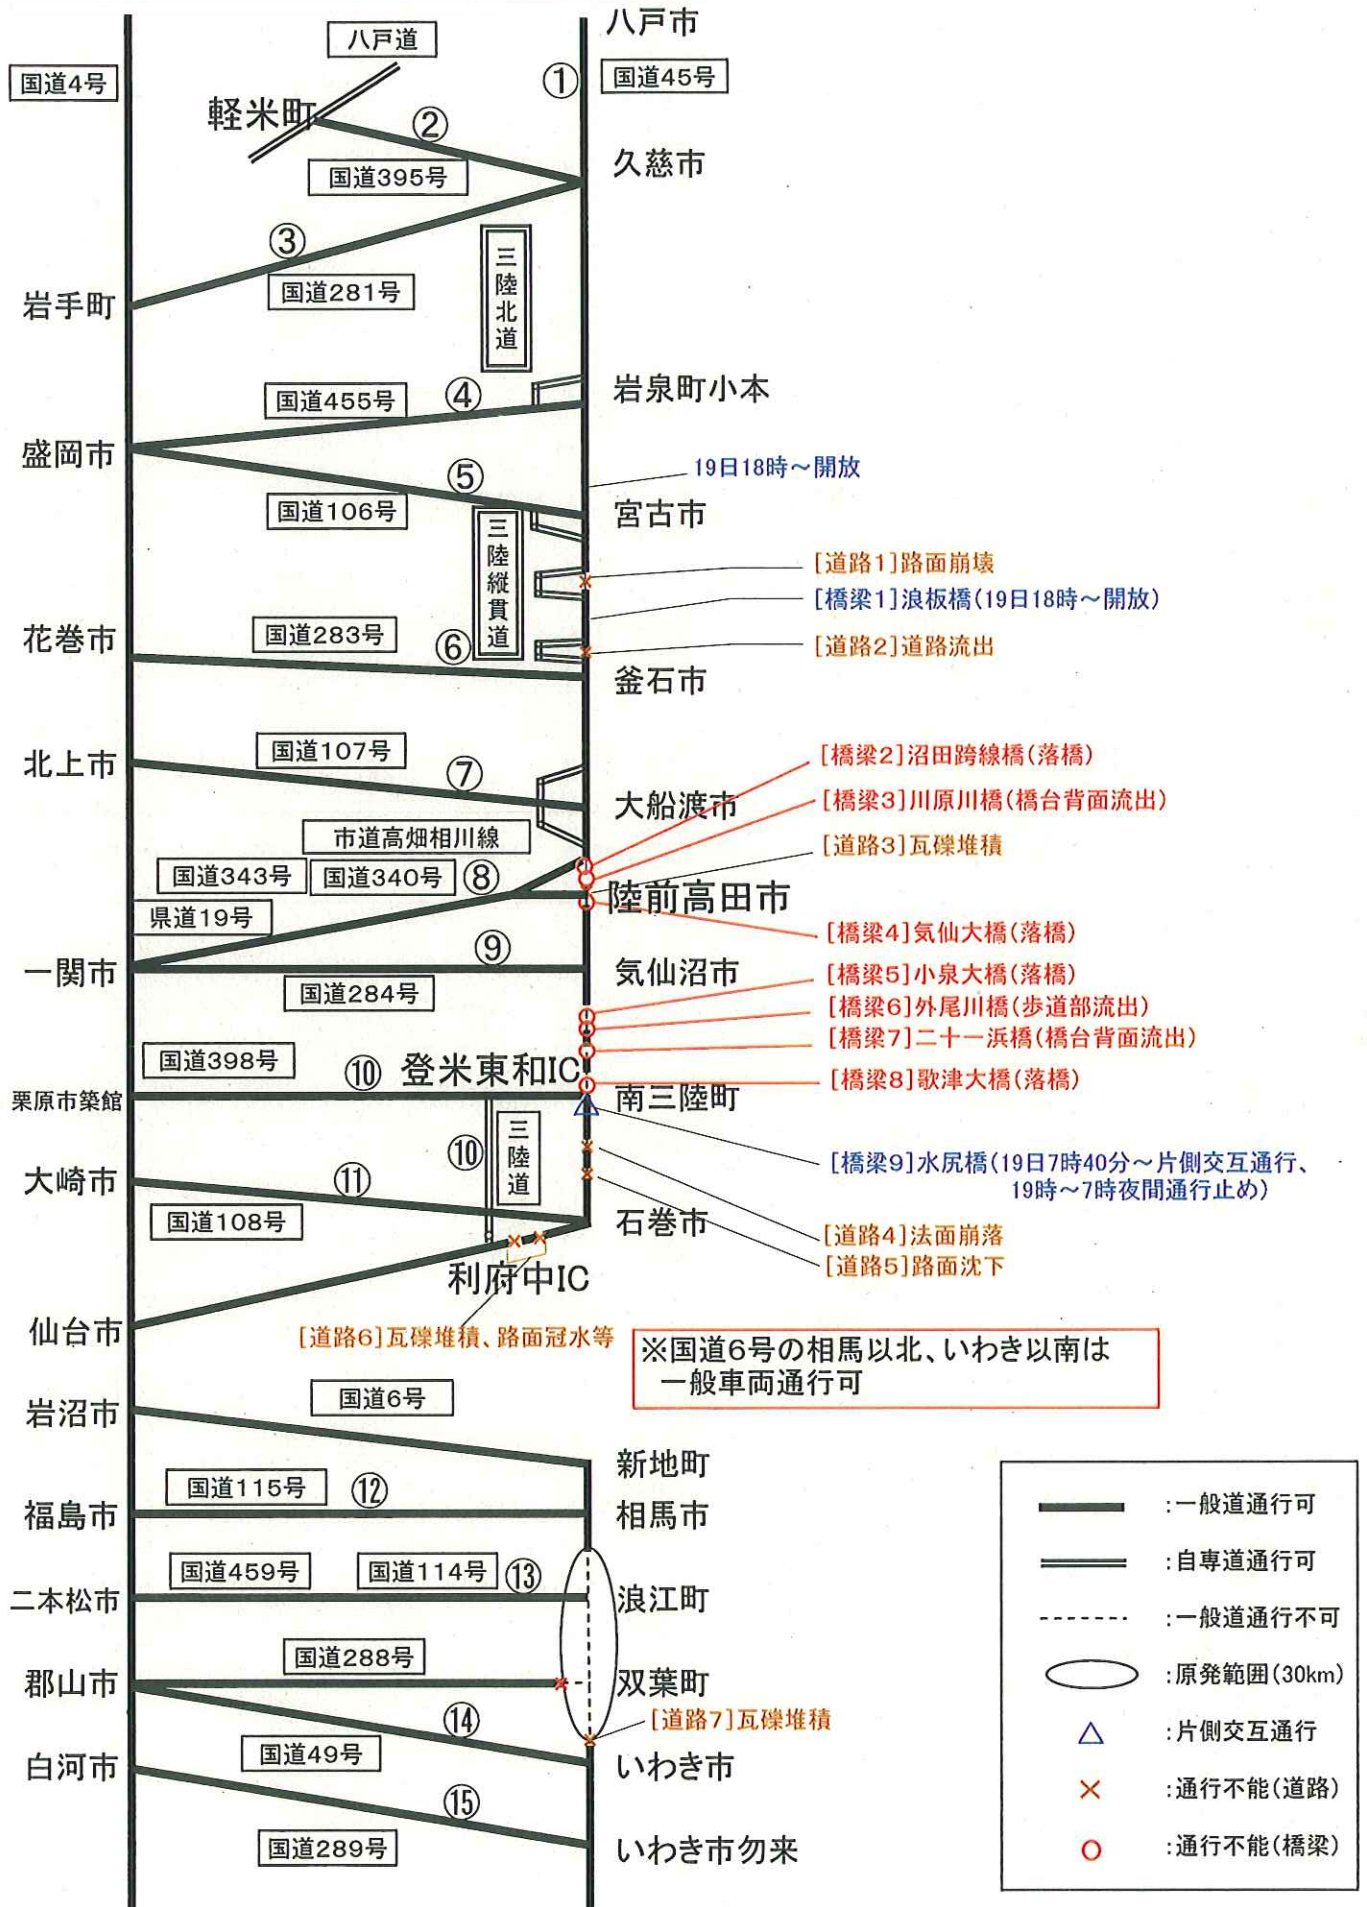 八戸市
八戸道
国道4号
①
国道45号
軽米町
②
久慈市
国道395号
③
三陸北道
国道281号
岩手町
岩泉町小本
国道455号
④
盛岡市
19日18時～開放
⑤
国道106号
宮古市
三陸縦貫道
[道路1]路面崩壊
[橋梁1]浪板橋(19日18時～開放)
花巻市
国道283号
⑥
[道路2]道路流出
釜石市
北上市
国道107号
[橋梁2]沼田跨線橋(落橋)
⑦
[橋梁3]川原川橋(橋台背面流出)
大船渡市
市道高畑相川線
[道路3]瓦礫堆積
国道343号
国道340号
⑧
陸前高田市
県道19号
[橋梁4]気仙大橋(落橋)
⑨
一関市
気仙沼市
[橋梁5]小泉大橋(落橋)
国道284号
[橋梁6]外尾川橋(歩道部流出)
[橋梁7]二十一浜橋(橋台背面流出)
国道398号
⑩
登米東和IC
[橋梁8]歌津大橋(落橋)
栗原市築館
南三陸町
⑩
三陸道
[橋梁9]水尻橋(19日7時40分～片側交互通行、
19時～7時夜間通行止め)
大崎市
⑪
国道108号
石巻市
[道路4]法面崩落
[道路5]路面沈下
利府中IC
仙台市
[道路6]瓦礫堆積、路面冠水等
※国道6号の相馬以北、いわき以南は
一般車両通行可
岩沼市
国道6号
新地町
国道115号
⑫
福島市
相馬市
:一般道通行可
国道459号
国道114号
⑬
:自専道通行可
二本松市
浪江町
:一般道通行不可
国道288号
郡山市
双葉町
:原発範囲(30km)
[道路7]瓦礫堆積
⑭
:片側交互通行
国道49号
白河市
いわき市
:通行不能(道路)
⑮
国道289号
いわき市勿来
:通行不能(橋梁)